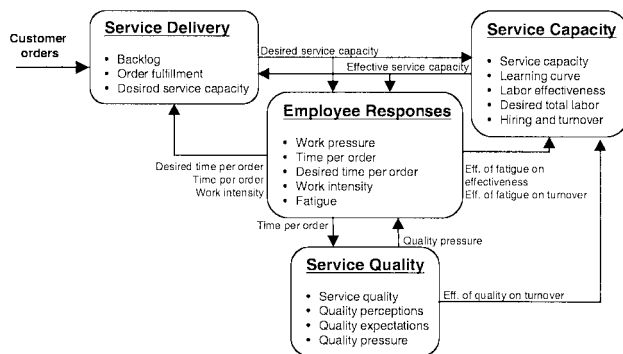 Customer
orders
Service Delivery
• Backlog
• Order fulfillment
• Desired service capacity
Desired service capacity
Effective service capacity
Service Capacity
• Service capacity
• Learning curve
• Labor effectiveness
• Desired total labor
• Hiring and turnover
Employee Responses
• Work pressure
• Time per order
• Desired time per order
• Work intensity
• Fatigue
Desired time per order
Time per order
Work intensity
Eff. of fatigue on
effectiveness
Eff. of fatigue on turnover
Time per order
Quality pressure
Service Quality
• Service quality
• Quality perceptions
• Quality expectations
• Quality pressure
Eff. of quality on turnover